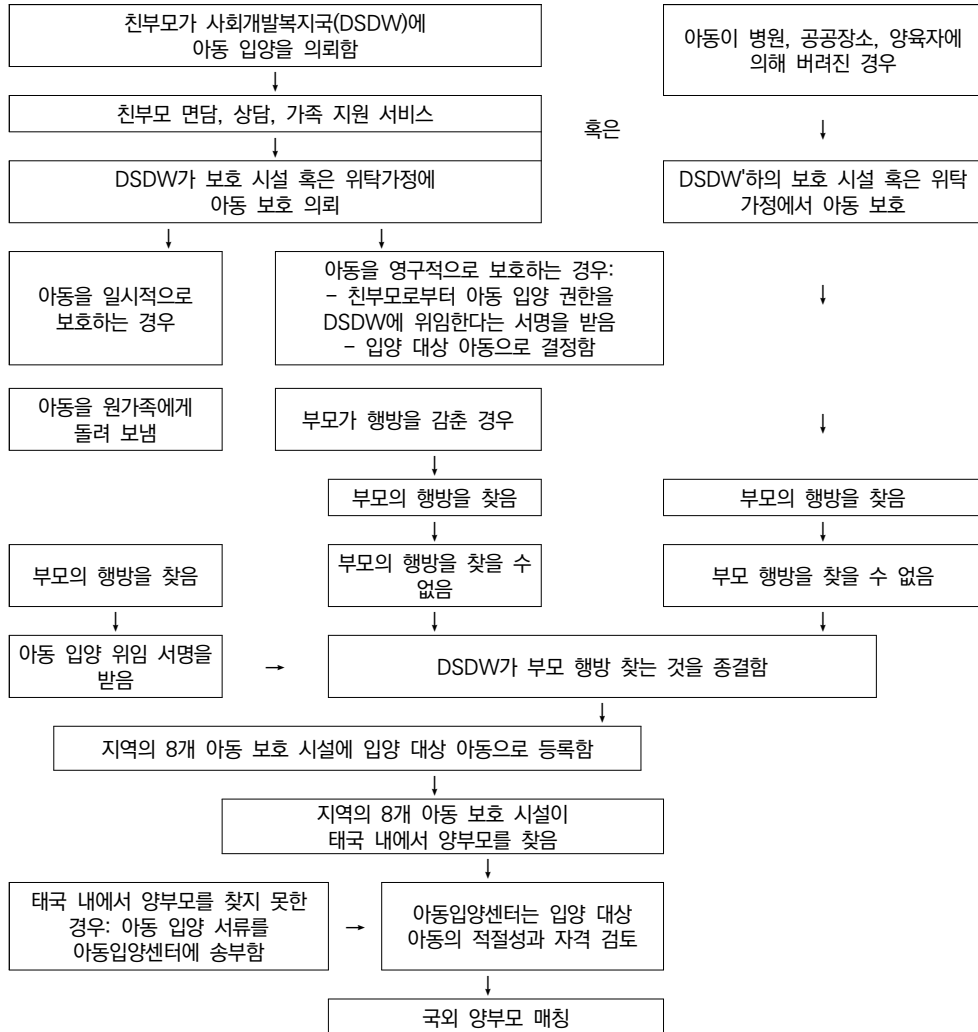 친부모가 사회개발복지국(DSDW)에
아동 입양을 의뢰함
아동이 병원, 공공장소, 양육자에
의해 버려진 경우
↓
친부모 면담, 상담, 가족 지원 서비스
혹은
↓
↓
DSDW가 보호 시설 혹은 위탁가정에
아동 보호 의뢰
DSDW'하의 보호 시설 혹은 위탁
가정에서 아동 보호
↓
↓
아동을 일시적으로
보호하는 경우
아동을 영구적으로 보호하는 경우:
- 친부모로부터 아동 입양 권한을
DSDW에 위임한다는 서명을 받음
- 입양 대상 아동으로 결정함
↓
아동을 원가족에게
돌려 보냄
부모가 행방을 감춘 경우
↓
↓
부모의 행방을 찾음
부모의 행방을 찾음
↓
↓
부모의 행방을 찾음
부모의 행방을 찾을 수
없음
부모 행방을 찾을 수 없음
↓
↓
↓
아동 입양 위임 서명을
받음
→
DSDW가 부모 행방 찾는 것을 종결함
↓
지역의 8개 아동 보호 시설에 입양 대상 아동으로 등록함
↓
지역의 8개 아동 보호 시설이
태국 내에서 양부모를 찾음
↓
태국 내에서 양부모를 찾지 못한
경우: 아동 입양 서류를
아동입양센터에 송부함
→
아동입양센터는 입양 대상
아동의 적절성과 자격 검토
↓
국외 양부모 매칭